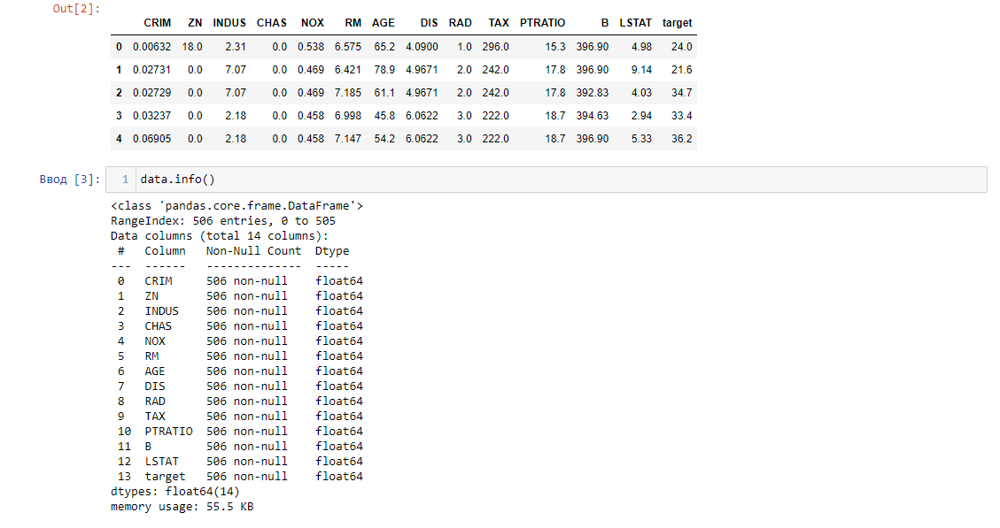 Out[2]:
CRIM ZN INDUS CHAS NOX RM AGE DIS RAD TAX PTRATIO B LSTAT target
0 0.00632 18.0 2.31 0.0 0.538 6.575 65.2 4.0900 1.0 296.0 15.3 396.90 4.98 24.0
1 0.02731 0.0 7.07 0.0 0.469 6.421 78.9 4.9671 2.0 242.0 17.8 396.90 9.14 21.6
2 0.02729 0.0 7.07 0.0 0.469 7.185 61.1 4.9671 2.0 242.0 17.8 392.83 4.03 34.7
3 0.03237 0.0 2.18 0.0 0.458 6.998 45.8 6.0622 3.0 222.0 18.7 394.63 2.94 33.4
4 0.06905 0.0 2.18 0.0 0.458 7.147 54.2 6.0622 3.0 222.0 18.7 396.90 5.33 36.2
Ввод [3]: 1 data.info()
<class 'pandas.core.frame.DataFrame'>
RangeIndex: 506 entries, 0 to 505
Data columns (total 14 columns):
# Column Non-Null Count Dtype
--- ------ -------------- -----
0 CRIM 506 non-null float64
1 ZN 506 non-null float64
2 INDUS 506 non-null float64
3 CHAS 506 non-null float64
4 NOX 506 non-null float64
5 RM 506 non-null float64
6 AGE 506 non-null float64
7 DIS 506 non-null float64
8 RAD 506 non-null float64
9 TAX 506 non-null float64
10 PTRATIO 506 non-null float64
11 B 506 non-null float64
12 LSTAT 506 non-null float64
13 target 506 non-null float64
dtypes: float64(14)
memory usage: 55.5 KB